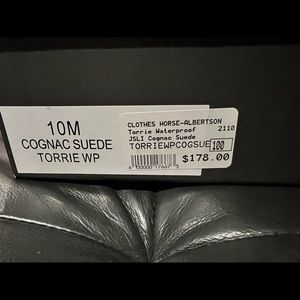 10M
COGNAC SUEDE
TORRIE WP
CLOTHES HORSE-ALBERTSON
Torrie Waterproof 2110
JSLI Cognac Suede
TORRIEWPCOGSUE 100
$178.00